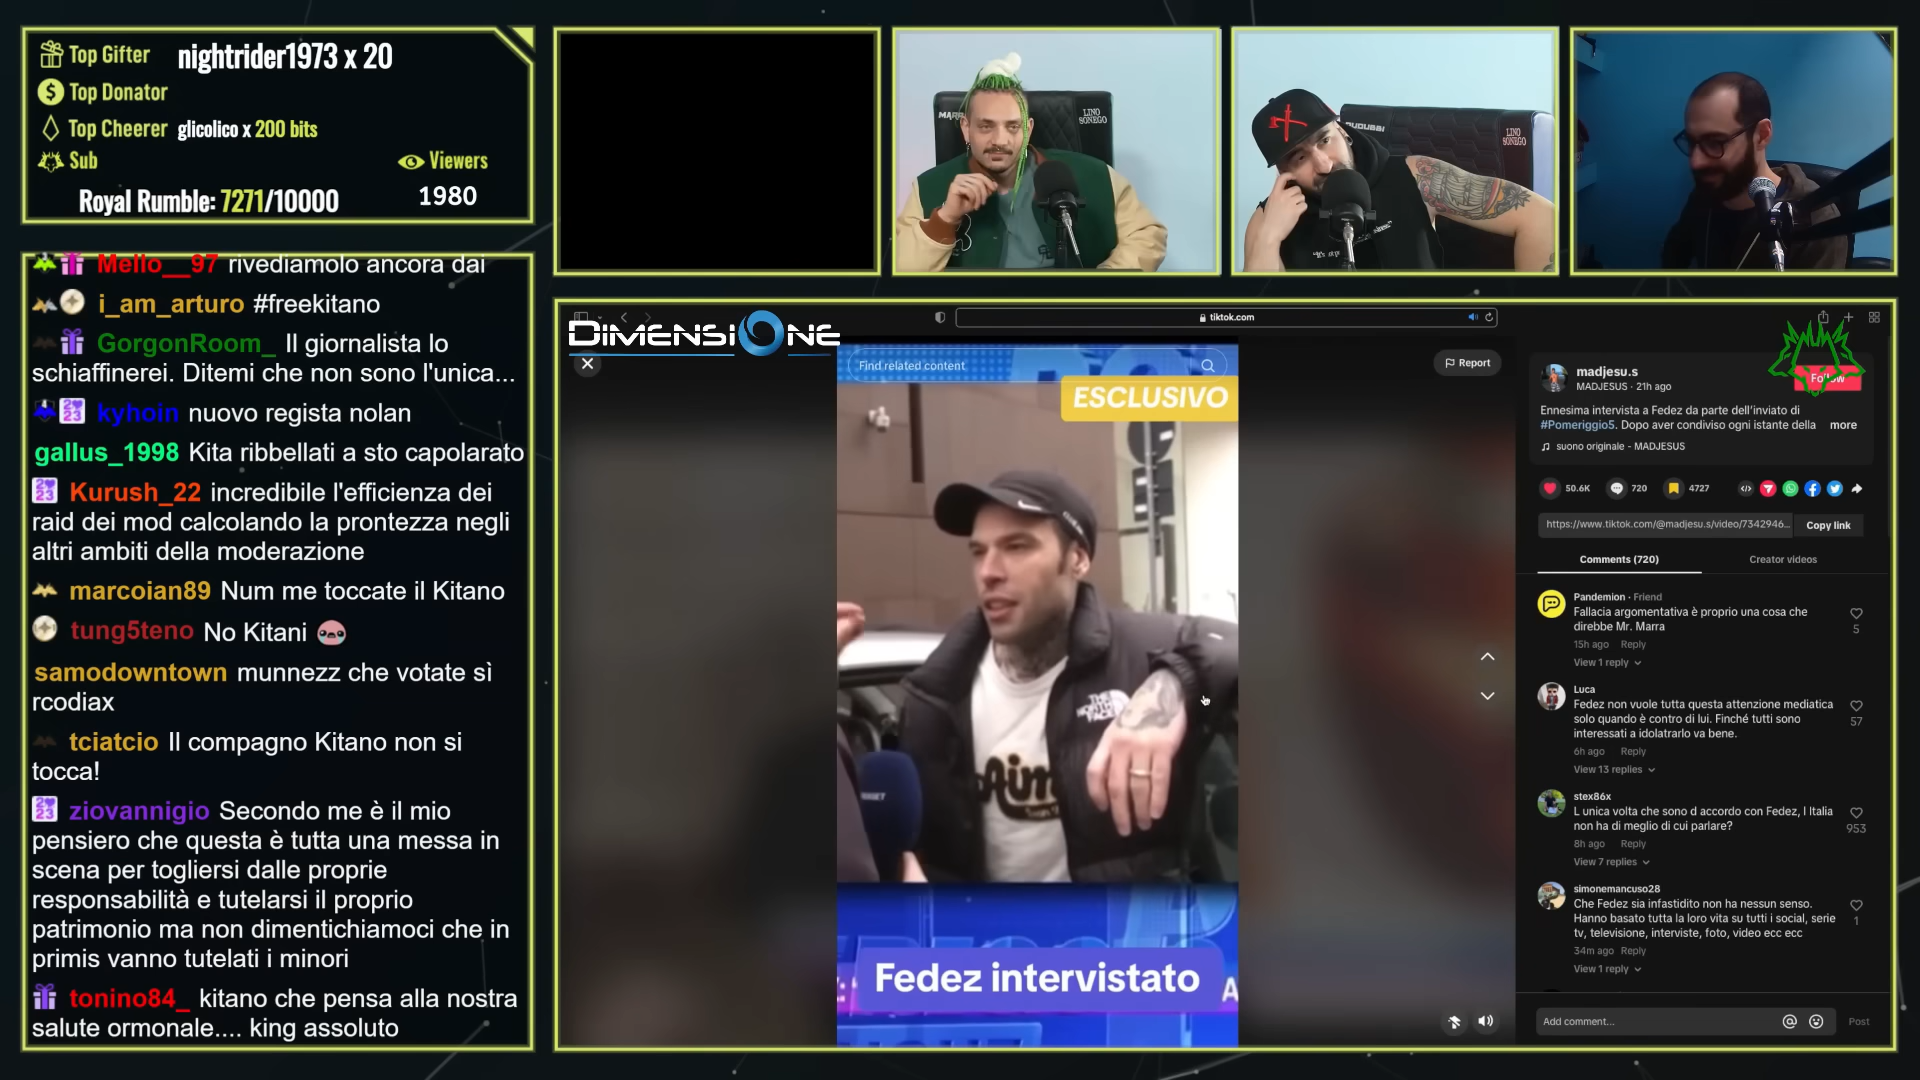 Top Gifter nightrider1973 x 20
Top Donator
Top Cheerer glicolico x 200 bits
Sub
Viewers
Royal Rumble: 7271/10000
1980
Mello__97 rivediamolo ancora dai
i_am_arturo #freekitano
GorgonRoom_ Il giornalista lo
schiaffinerei. Ditemi che non sono l'unica...
kyhoin nuovo regista nolan
gallus_1998 Kita ribbellati a sto capolarato
Kurush_22 incredibile l'efficienza dei
raid dei mod calcolando la prontezza negli
altri ambiti della moderazione
marcoian89 Num me toccate il Kitano
tung5teno No Kitani
samodowntown munnezz che votate sì
rcodiax
tciatcio Il compagno Kitano non si
tocca!
ziovannigio Secondo me è il mio
pensiero che questa è tutta una messa in
scena per togliersi dalle proprie
responsabilità e tutelarsi il proprio
patrimonio ma non dimentichiamoci che in
primis vanno tutelati i minori
tonino84_ kitano che pensa alla nostra
salute ormonale.... king assoluto
LINO
SONEGO
LINO
SONEGO
DIMENSIONE
tiktok.com
Find related content
Report
ESCLUSIVO
THE
NORTH
FACE
Fedez intervistato
madjesu.s
MADJESUS · 21h ago
Follow
Ennesima intervista a Fedez da parte dell'inviato di
#Pomeriggio5. Dopo aver condiviso ogni istante della more
suono originale - MADJESUS
50.6K 720 4727
https://www.tiktok.com/@madjesu.s/video/7342946... Copy link
Comments (720) Creator videos
Pandemion · Friend
Fallacia argomentativa è proprio una cosa che
direbbe Mr. Marra
5
15h ago Reply
View 1 reply
Luca
Fedez non vuole tutta questa attenzione mediatica
solo quando è contro di lui. Finché tutti sono
interessati a idolatrarlo va bene.
57
6h ago Reply
View 13 replies
stex86x
L unica volta che sono d accordo con Fedez, l Italia
non ha di meglio di cui parlare?
953
8h ago Reply
View 7 replies
simonemancuso28
Che Fedez sia infastidito non ha nessun senso.
Hanno basato tutta la loro vita su tutti i social, serie
tv, televisione, interviste, foto, video ecc ecc
1
34m ago Reply
View 1 reply
Add comment... Post